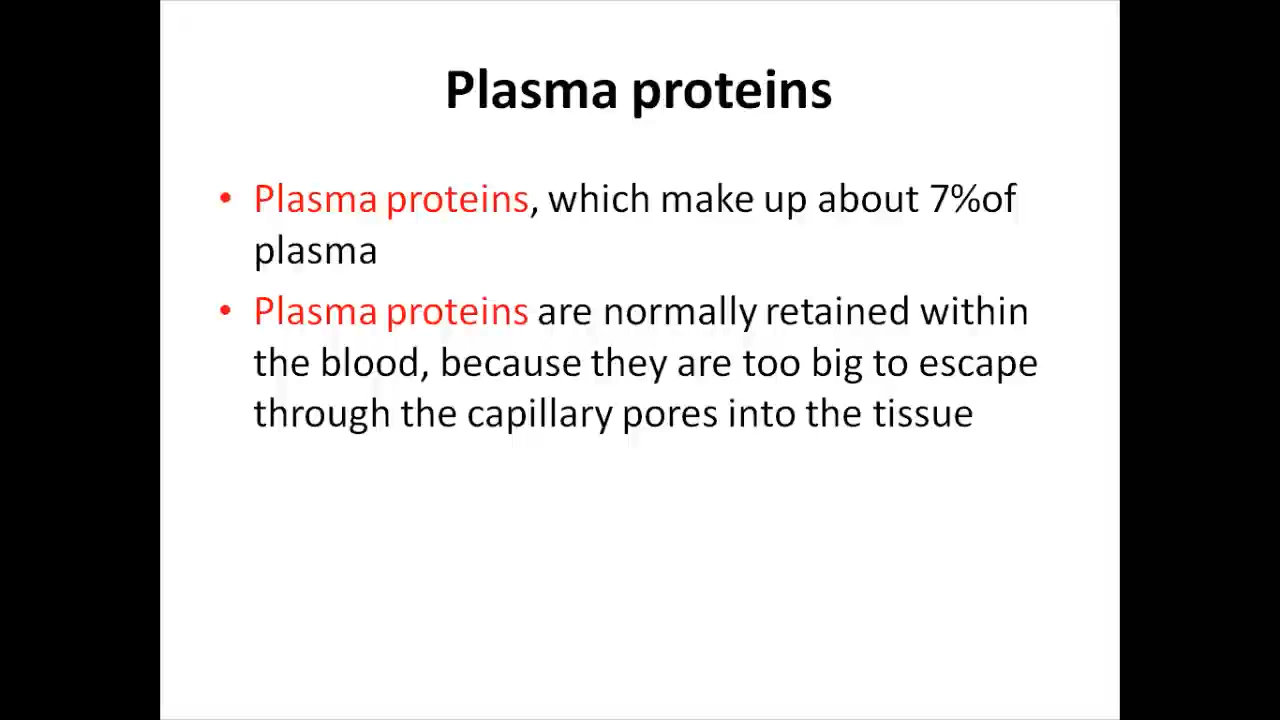 Plasma proteins
• Plasma proteins, which make up about 7%of
plasma
• Plasma proteins are normally retained within
the blood, because they are too big to escape
through the capillary pores into the tissue